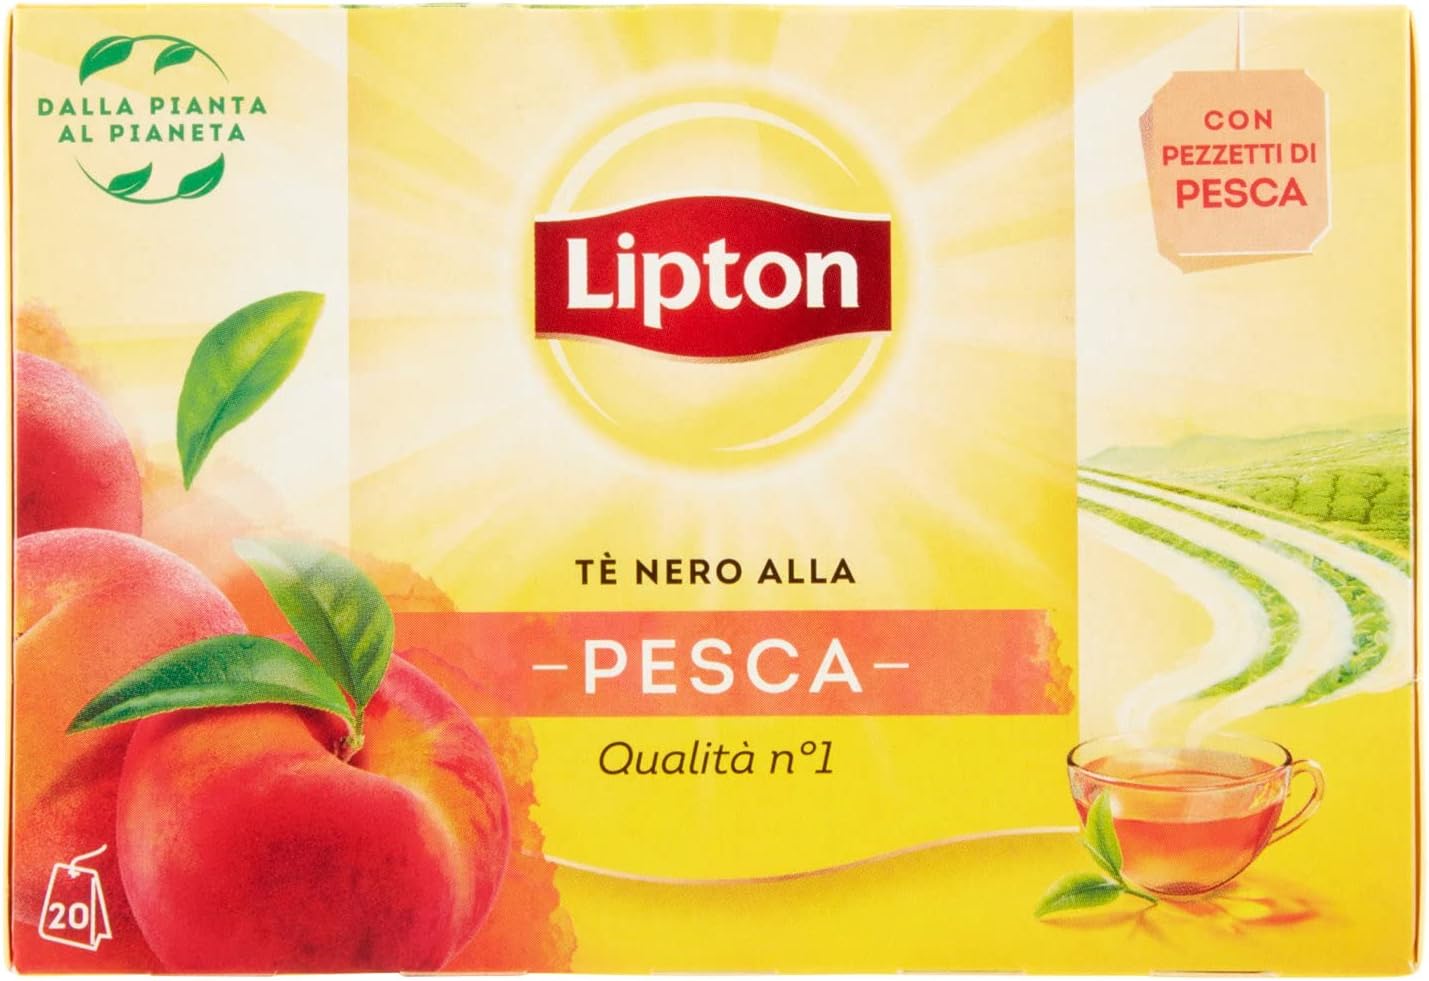 DALLA PIANTA
AL PIANETA
CON
PEZZETTI DI
PESCA
Lipton
TÈ NERO ALLA
-PESCA-
Qualità n°1
20